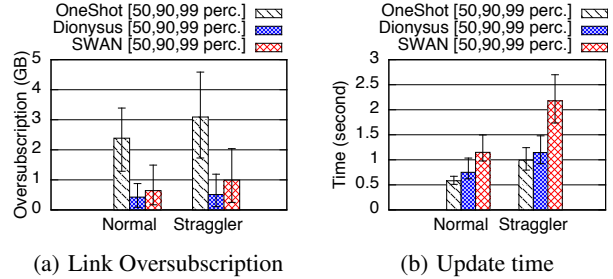 OneShot [50,90,99 perc.]
Dionysus [50,90,99 perc.]
SWAN [50,90,99 perc.]
Oversubscription (GB)
5
4
3
2
1
0
Normal Straggler
(a) Link Oversubscription
OneShot [50,90,99 perc.]
Dionysus [50,90,99 perc.]
SWAN [50,90,99 perc.]
Time (second)
3
2.5
2
1.5
1
0.5
0
Normal Straggler
(b) Update time